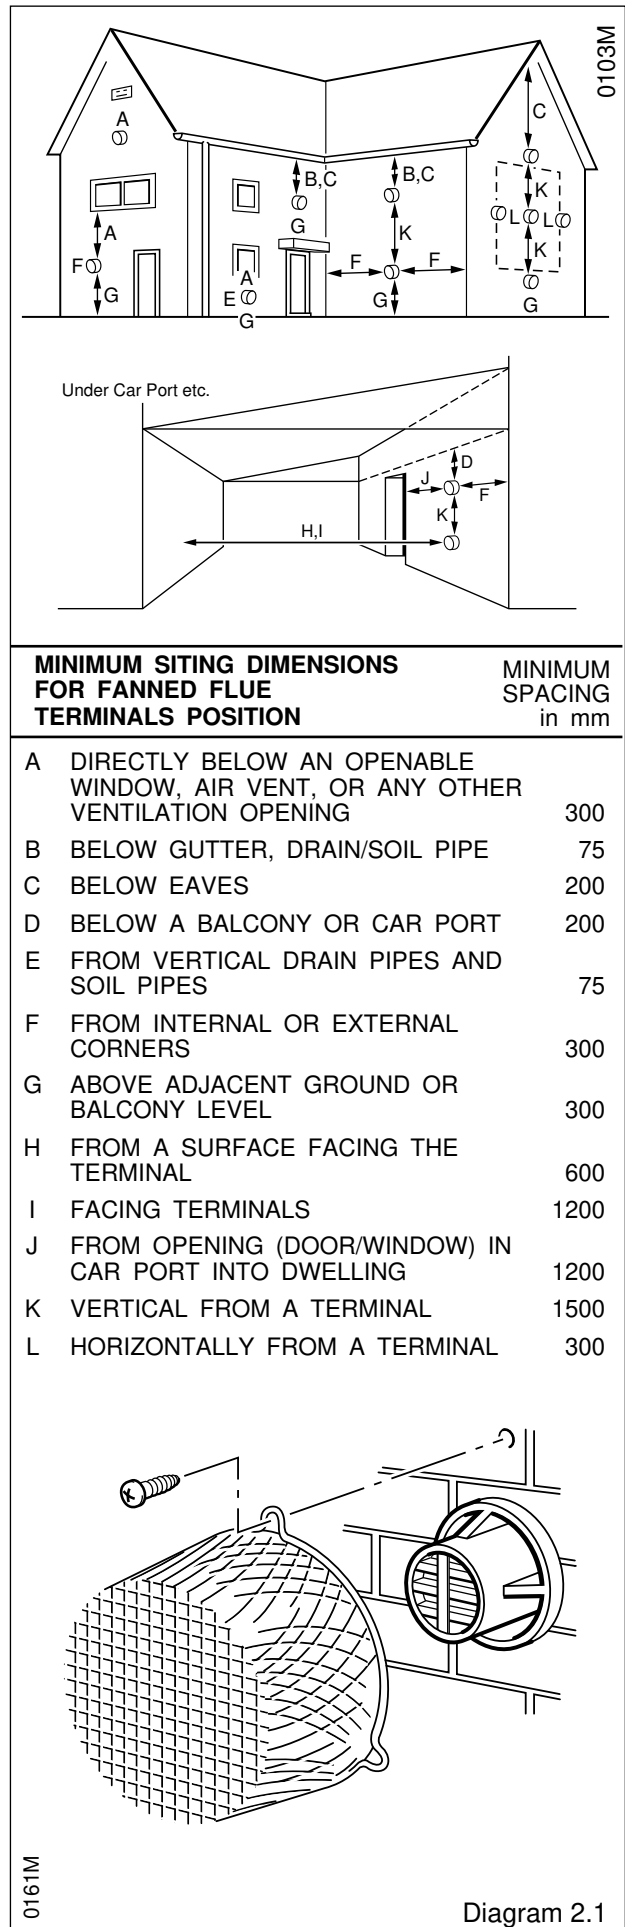 0103M
A
C
B,C
B,C
K
A
G
L
L
K
F
F
F
K
A
G
E
G
G
G
Under Car Port etc.
D
J
F
K
H,I
MINIMUM SITING DIMENSIONS
FOR FANNED FLUE
TERMINALS POSITION
MINIMUM
SPACING
in mm
A DIRECTLY BELOW AN OPENABLE
WINDOW, AIR VENT, OR ANY OTHER
VENTILATION OPENING 300
B BELOW GUTTER, DRAIN/SOIL PIPE 75
C BELOW EAVES 200
D BELOW A BALCONY OR CAR PORT 200
E FROM VERTICAL DRAIN PIPES AND
SOIL PIPES 75
F FROM INTERNAL OR EXTERNAL
CORNERS 300
G ABOVE ADJACENT GROUND OR
BALCONY LEVEL 300
H FROM A SURFACE FACING THE
TERMINAL 600
I FACING TERMINALS 1200
J FROM OPENING (DOOR/WINDOW) IN
CAR PORT INTO DWELLING 1200
K VERTICAL FROM A TERMINAL 1500
L HORIZONTALLY FROM A TERMINAL 300
0161M
Diagram 2.1